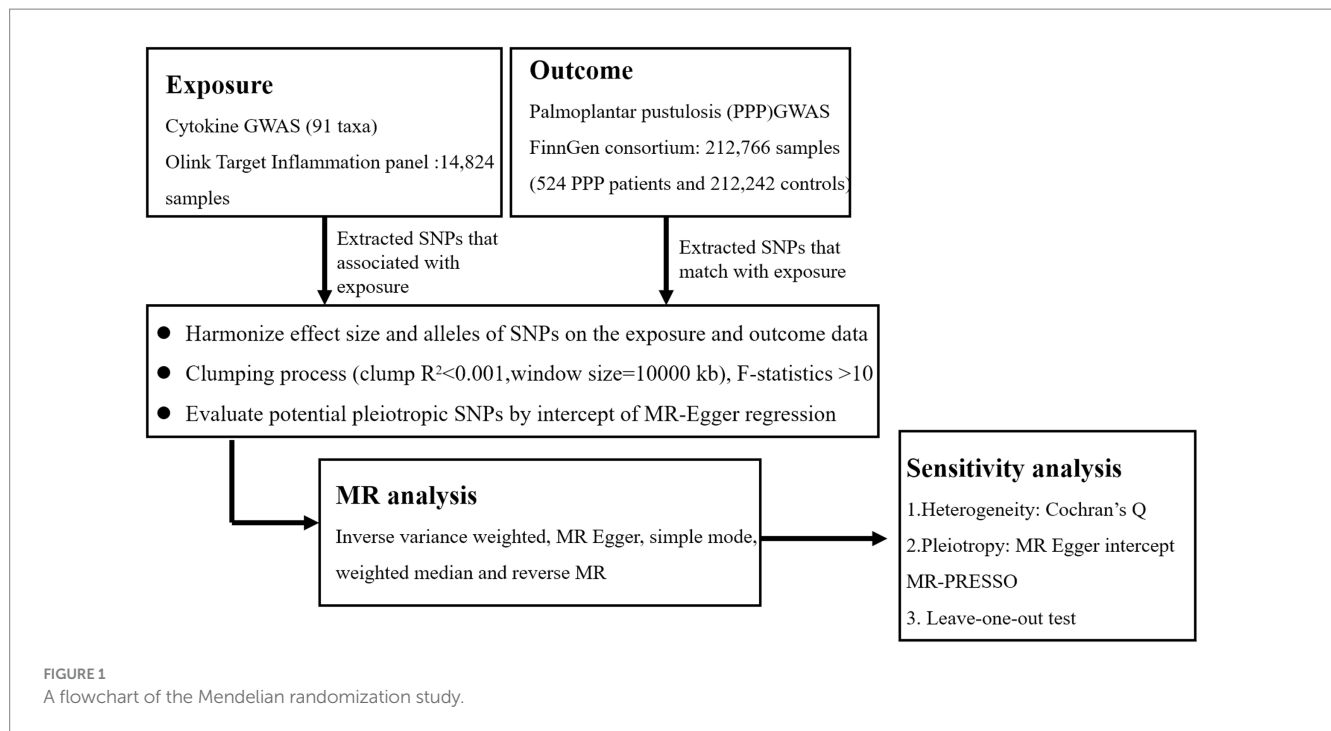 Exposure
Cytokine GWAS (91 taxa)
Olink Target Inflammation panel :14,824
samples
Outcome
Palmoplantar pustulosis (PPP)GWAS
FinnGen consortium: 212,766 samples
(524 PPP patients and 212,242 controls)
Extracted SNPs that
associated with
exposure
Extracted SNPs that
match with exposure
● Harmonize effect size and alleles of SNPs on the exposure and outcome data
● Clumping process (clump R²<0.001,window size=10000 kb), F-statistics >10
● Evaluate potential pleiotropic SNPs by intercept of MR-Egger regression
MR analysis
Inverse variance weighted, MR Egger, simple mode,
weighted median and reverse MR
Sensitivity analysis
1.Heterogeneity: Cochran’s Q
2.Pleiotropy: MR Egger intercept
MR-PRESSO
3. Leave-one-out test
FIGURE 1
A flowchart of the Mendelian randomization study.